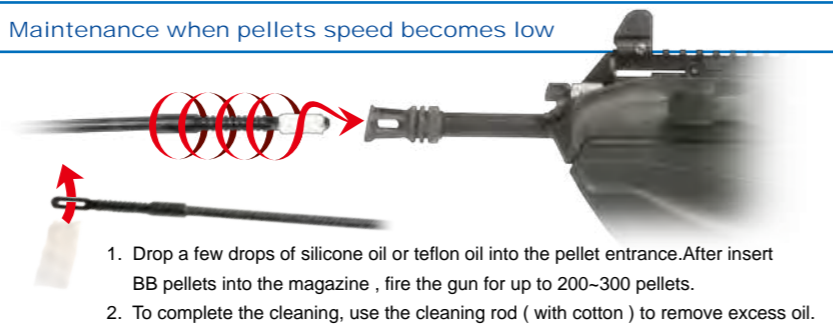 Maintenance when pellets speed becomes low
1. Drop a few drops of silicone oil or teflon oil into the pellet entrance.After insert
BB pellets into the magazine , fire the gun for up to 200~300 pellets.
2. To complete the cleaning, use the cleaning rod ( with cotton ) to remove excess oil.